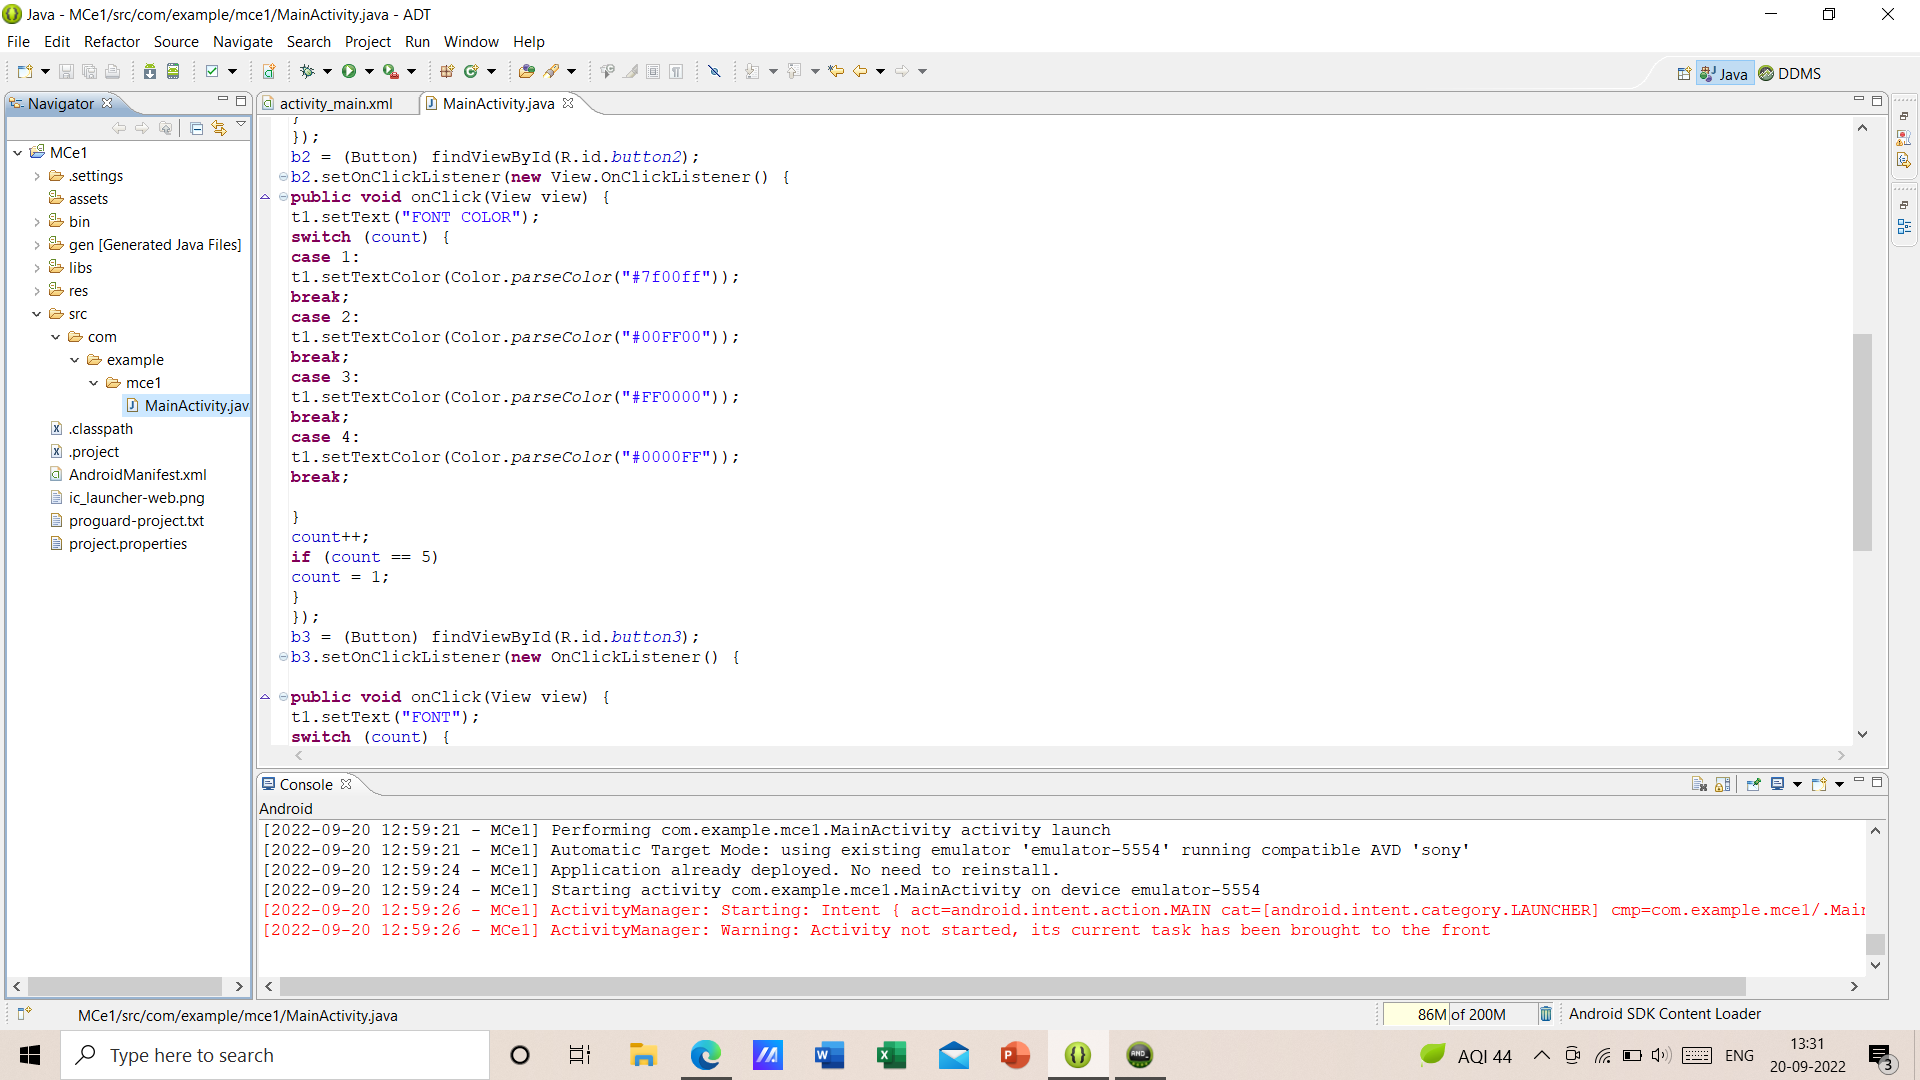 Java - MCe1/src/com/example/mce1/MainActivity.java - ADT
File Edit Refactor Source Navigate Search Project Run Window Help
Java DDMS
Navigator
activity_main.xml MainActivity.java
MCe1
.settings
assets
bin
gen [Generated Java Files]
libs
res
src
com
example
mce1
MainActivity.jav
.classpath
.project
AndroidManifest.xml
ic_launcher-web.png
proguard-project.txt
project.properties
}
});
b2 = (Button) findViewById(R.id.button2);
b2.setOnClickListener(new View.OnClickListener() {
public void onClick(View view) {
t1.setText("FONT COLOR");
switch (count) {
case 1:
t1.setTextColor(Color.parseColor("#7f00ff"));
break;
case 2:
t1.setTextColor(Color.parseColor("#00FF00"));
break;
case 3:
t1.setTextColor(Color.parseColor("#FF0000"));
break;
case 4:
t1.setTextColor(Color.parseColor("#0000FF"));
break;
}
count++;
if (count == 5)
count = 1;
}
});
b3 = (Button) findViewById(R.id.button3);
b3.setOnClickListener(new OnClickListener() {
public void onClick(View view) {
t1.setText("FONT");
switch (count) {
Console
Android
[2022-09-20 12:59:21 - MCe1] Performing com.example.mce1.MainActivity activity launch
[2022-09-20 12:59:21 - MCe1] Automatic Target Mode: using existing emulator 'emulator-5554' running compatible AVD 'sony'
[2022-09-20 12:59:24 - MCe1] Application already deployed. No need to reinstall.
[2022-09-20 12:59:24 - MCe1] Starting activity com.example.mce1.MainActivity on device emulator-5554
[2022-09-20 12:59:26 - MCe1] ActivityManager: Starting: Intent { act=android.intent.action.MAIN cat=[android.intent.category.LAUNCHER] cmp=com.example.mce1/.Mair
[2022-09-20 12:59:26 - MCe1] ActivityManager: Warning: Activity not started, its current task has been brought to the front
MCe1/src/com/example/mce1/MainActivity.java
86M of 200M
Android SDK Content Loader
Type here to search
AQI 44
ENG
13:31
20-09-2022
3